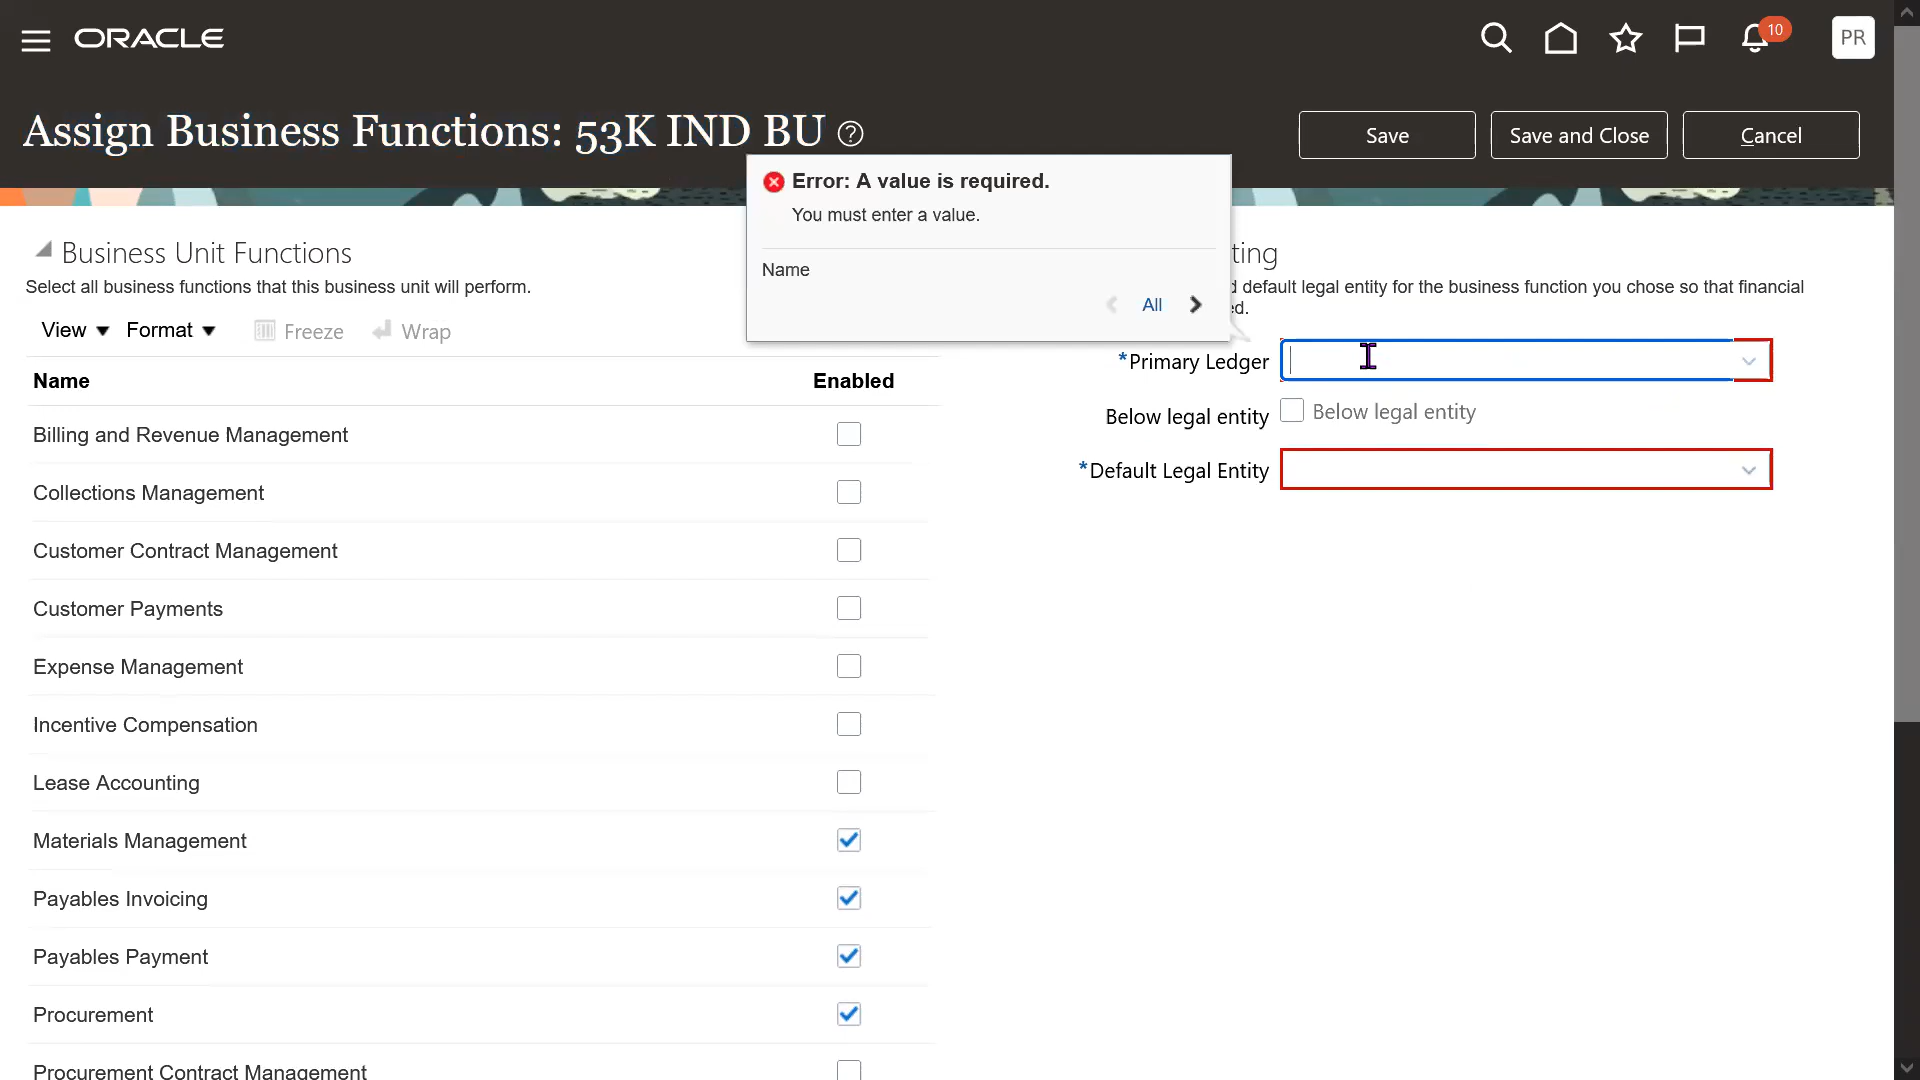 ORACLE
10
PR
Assign Business Functions: 53K IND BU
Save
Save and Close
Cancel
Error: A value is required.
You must enter a value.
Name
All
Business Unit Functions
Select all business functions that this business unit will perform.
View
Format
Freeze
Wrap
Name
Enabled
Billing and Revenue Management
Collections Management
Customer Contract Management
Customer Payments
Expense Management
Incentive Compensation
Lease Accounting
Materials Management
Payables Invoicing
Payables Payment
Procurement
Procurement Contract Management
ting
d default legal entity for the business function you chose so that financial
ed.
*Primary Ledger
Below legal entity
Below legal entity
*Default Legal Entity